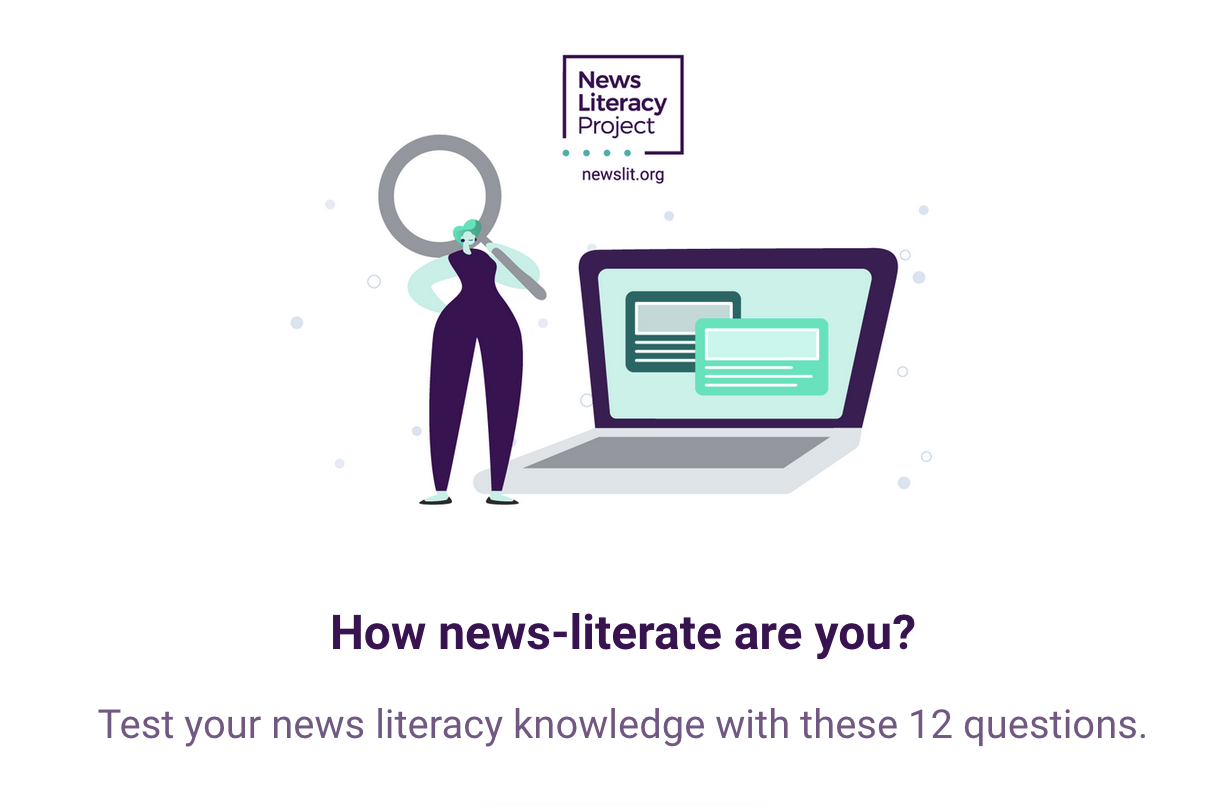 News
Literacy
Project
newslit.org
How news-literate are you?
Test your news literacy knowledge with these 12 questions.